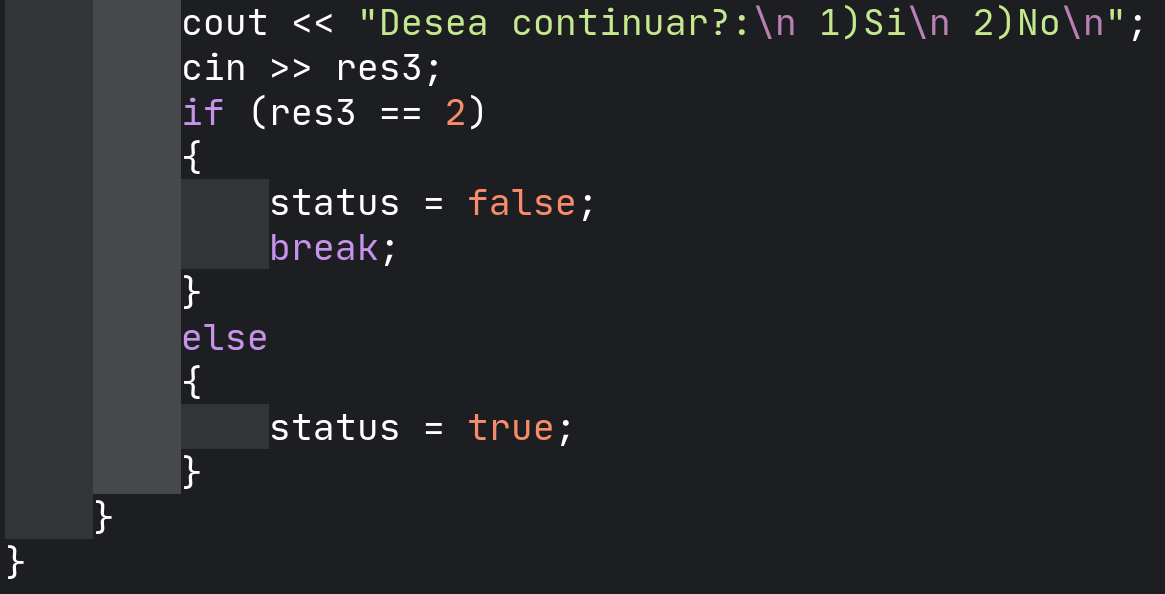 cout << "Desea continuar?:\n 1)Si\n 2)No\n";
cin >> res3;
if (res3 == 2)
{
status = false;
break;
}
else
{
status = true;
}
}
}